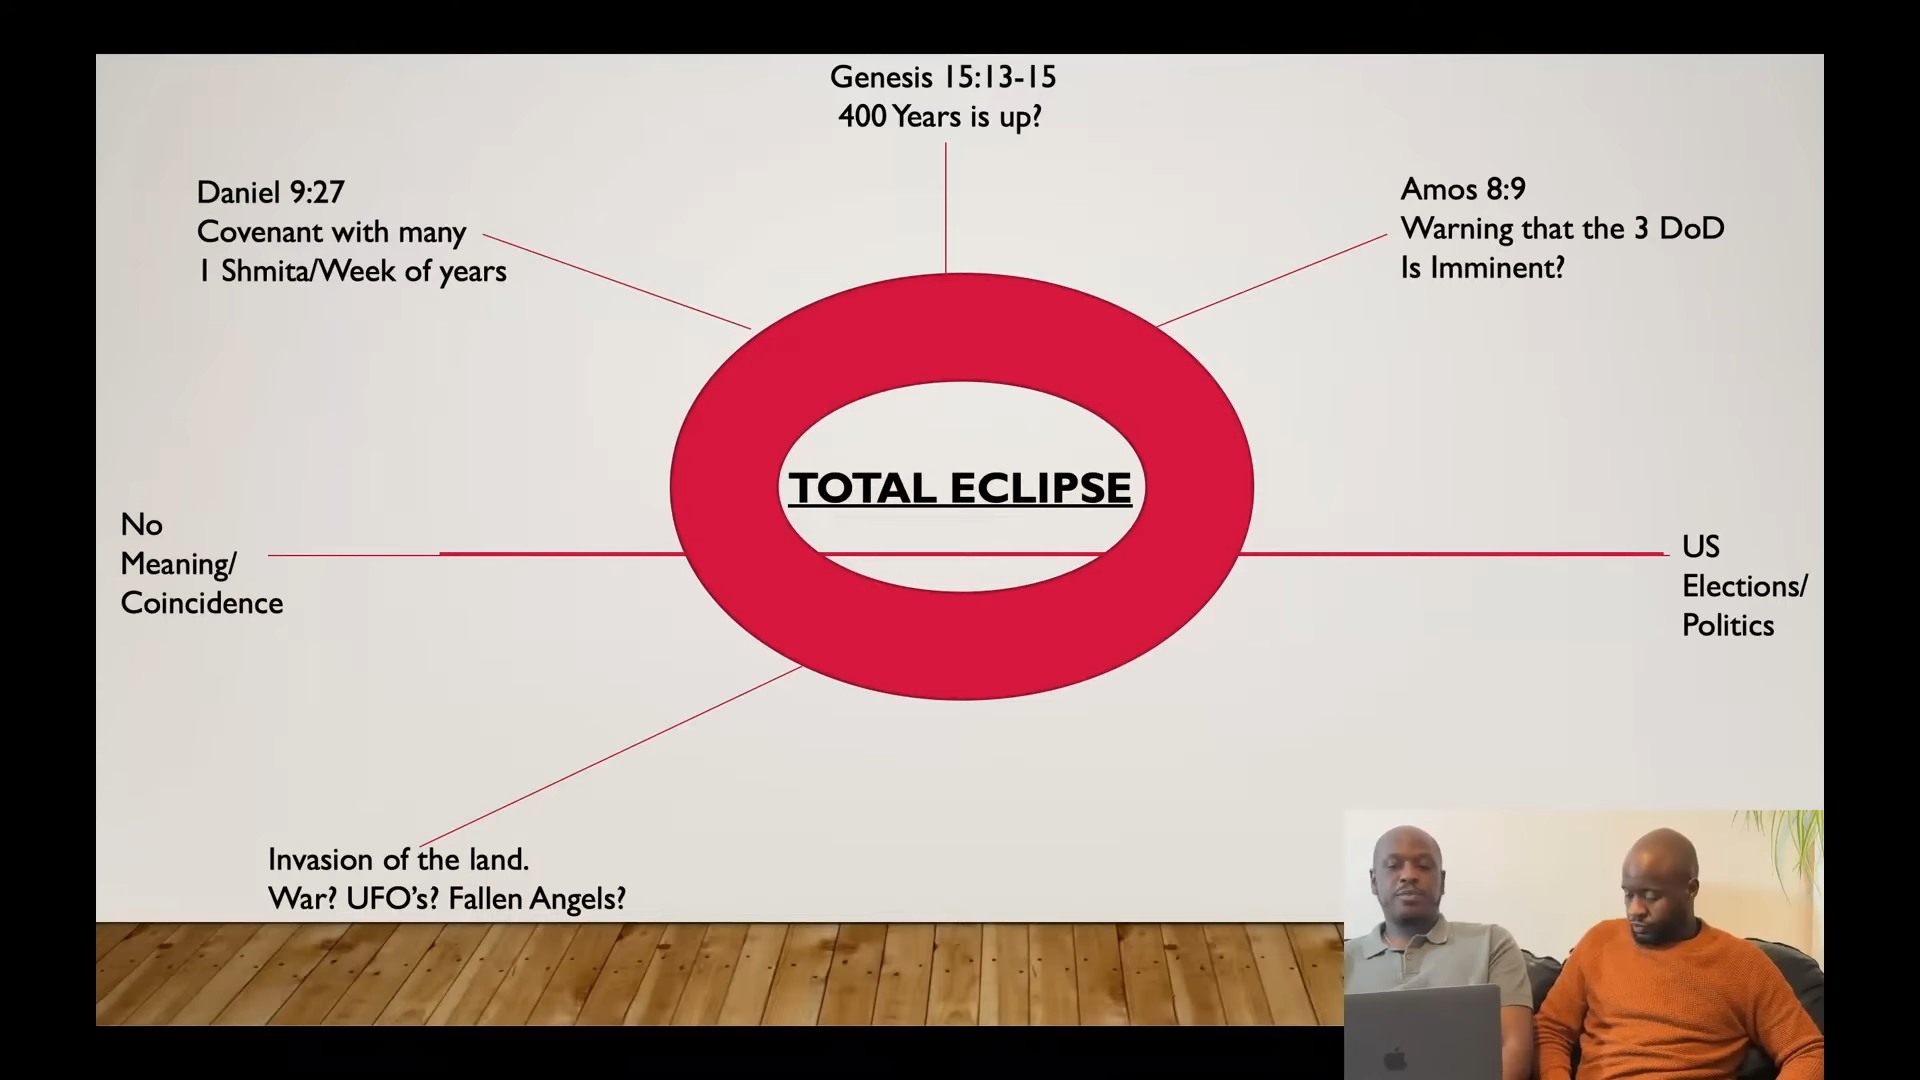 Genesis 15:13-15
400 Years is up?
Daniel 9:27
Covenant with many
1 Shmita/Week of years
Amos 8:9
Warning that the 3 DoD
Is Imminent?
TOTAL ECLIPSE
No
Meaning/
Coincidence
US
Elections/
Politics
Invasion of the land.
War? UFO's? Fallen Angels?